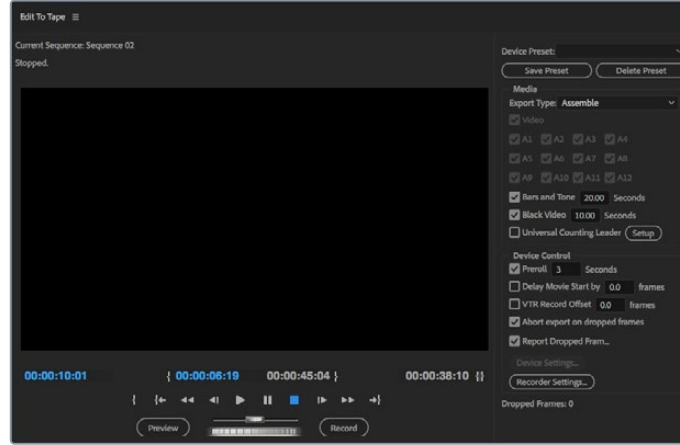 Edit To Tape
Current Sequence: Sequence 02
Stopped.
00:00:10:01 { 00:00:06:19 00:00:45:04 } 00:00:38:10 {}
Preview Record
Device Preset:
Save Preset Delete Preset
Media
Export Type: Assemble
Video
A1 A2 A3 A4
A5 A6 A7 A8
A9 A10 A11 A12
Bars and Tone 20.00 Seconds
Black Video 10.00 Seconds
Universal Counting Leader Setup
Device Control
Preroll 3 Seconds
Delay Movie Start by 0.0 frames
VTR Record Offset 0.0 frames
Abort export on dropped frames
Report Dropped Fram...
Device Settings...
Recorder Settings...
Dropped Frames: 0